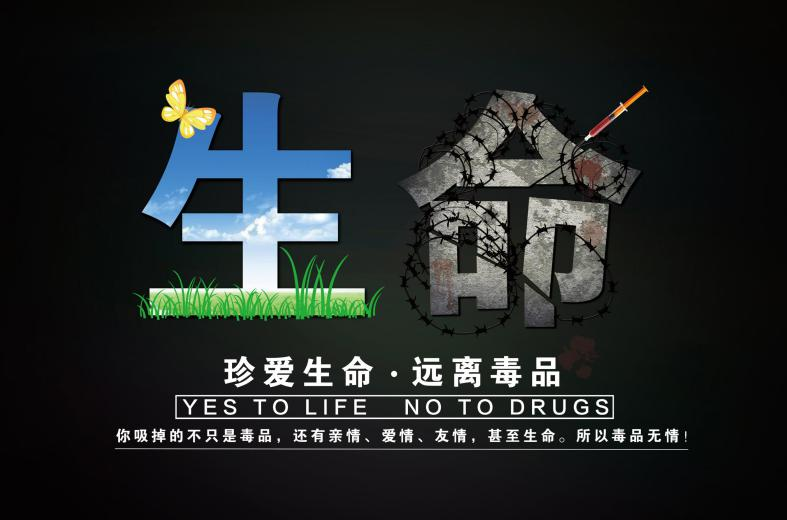 生命
珍爱生命·远离毒品
YES TO LIFE NO TO DRUGS
你吸掉的不只是毒品，还有亲情、爱情、友情，甚至生命。所以毒品无情！